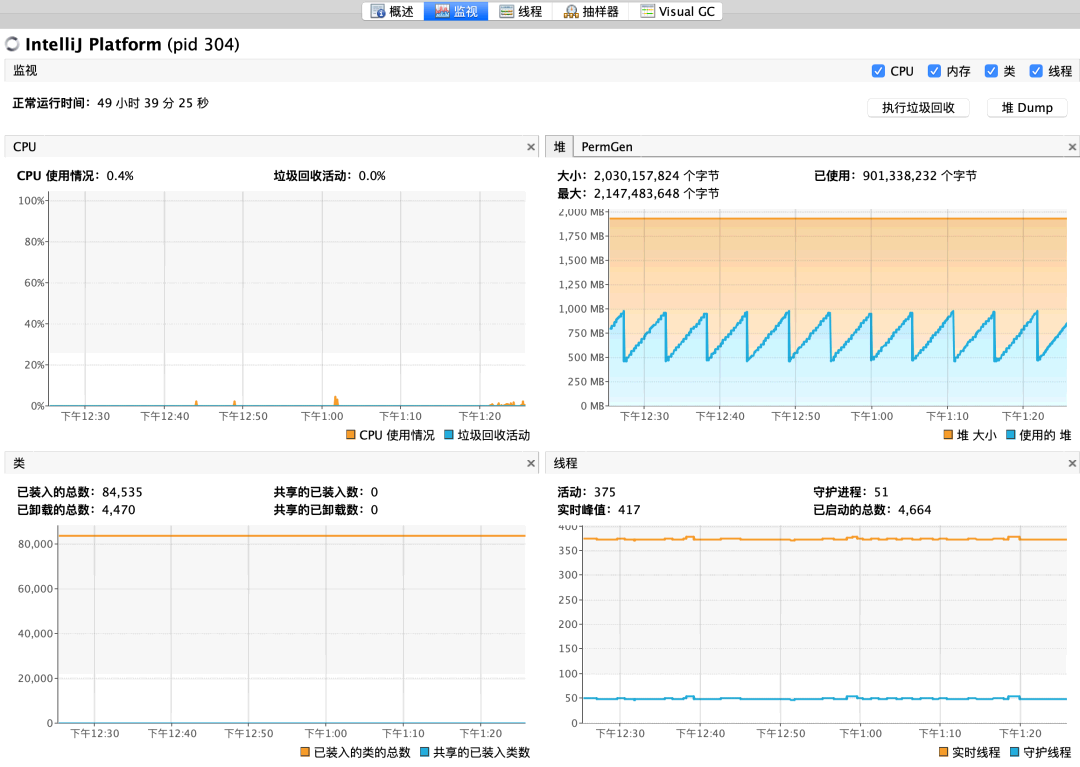 概述 监视 线程 抽样器 Visual GC
IntelliJ Platform (pid 304)
监视 CPU 内存 类 线程
正常运行时间: 49 小时 39 分 25 秒 执行垃圾回收 堆 Dump
CPU
CPU 使用情况: 0.4% 垃圾回收活动: 0.0%
100%
80%
60%
40%
20%
0%
下午12:30 下午12:40 下午12:50 下午1:00 下午1:10 下午1:20
CPU 使用情况 垃圾回收活动
堆 PermGen
大小: 2,030,157,824 个字节 已使用: 901,338,232 个字节
最大: 2,147,483,648 个字节
2,000 MB
1,750 MB
1,500 MB
1,250 MB
1,000 MB
750 MB
500 MB
250 MB
0 MB
下午12:30 下午12:40 下午12:50 下午1:00 下午1:10 下午1:20
堆 大小 使用的 堆
类
已装入的总数: 84,535 共享的已装入数: 0
已卸载的总数: 4,470 共享的已卸载数: 0
80,000
60,000
40,000
20,000
0
下午12:30 下午12:40 下午12:50 下午1:00 下午1:10 下午1:20
已装入的类的总数 共享的已装入类数
线程
活动: 375 守护进程: 51
实时峰值: 417 已启动的总数: 4,664
400
350
300
250
200
150
100
50
0
下午12:30 下午12:40 下午12:50 下午1:00 下午1:10 下午1:20
实时线程 守护线程